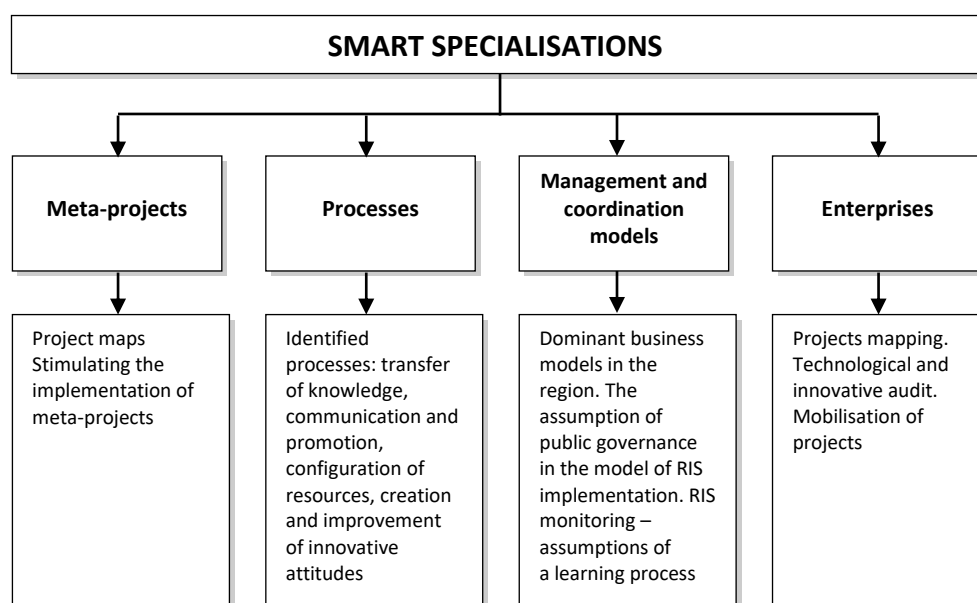 SMART SPECIALISATIONS
Meta-projects
Processes
Management and
coordination
models
Enterprises
Project maps
Stimulating the
implementation of
meta-projects
Identified
processes: transfer
of knowledge,
communication and
promotion,
configuration of
resources, creation
and improvement
of innovative
attitudes
Dominant business
models in the
region. The
assumption of
public governance
in the model of RIS
implementation. RIS
monitoring –
assumptions of
a learning process
Projects mapping.
Technological and
innovative audit.
Mobilisation of
projects